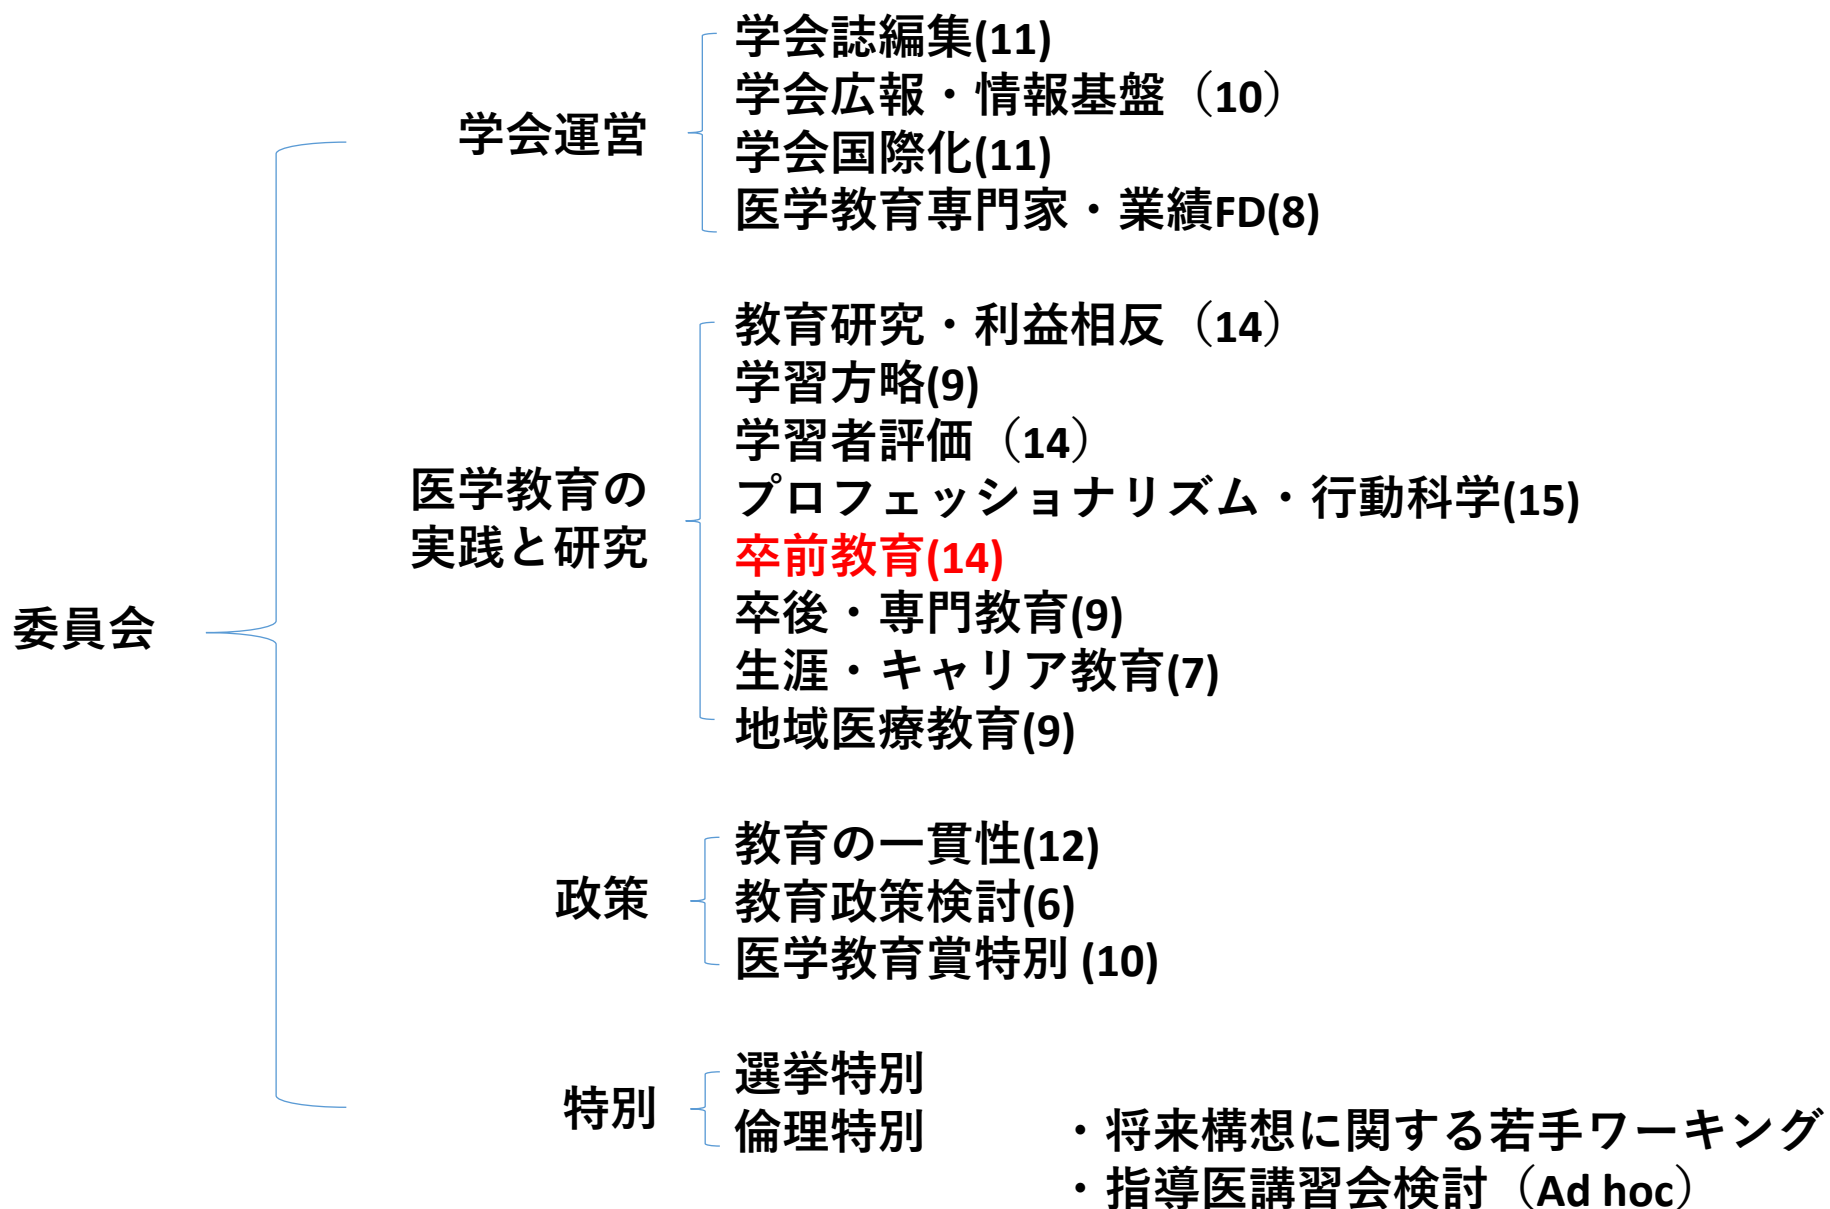 学会誌編集(11)
学会広報・情報基盤（10）
学会運営
学会国際化(11)
医学教育専門家・業績FD(8)
教育研究・利益相反（14）
学習方略(9)
学習者評価（14）
医学教育の
実践と研究
プロフェッショナリズム・行動科学(15)
卒前教育(14)
卒後・専門教育(9)
委員会
生涯・キャリア教育(7)
地域医療教育(9)
教育の一貫性(12)
政策
教育政策検討(6)
医学教育賞特別 (10)
選挙特別
特別
倫理特別
・将来構想に関する若手ワーキング
・指導医講習会検討（Ad hoc）